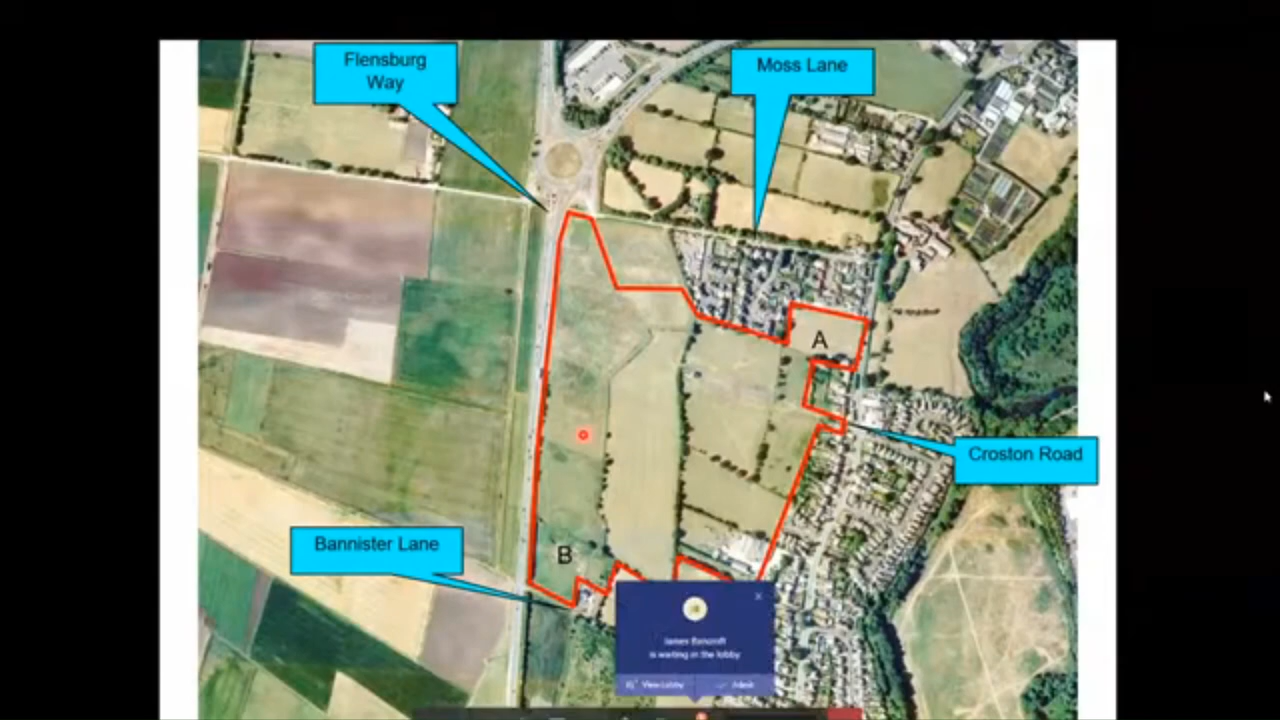 Flensburg
Way
Moss Lane
A
Croston Road
Bannister Lane
B
James Bancroft
is waiting in the lobby
View lobby
Admit